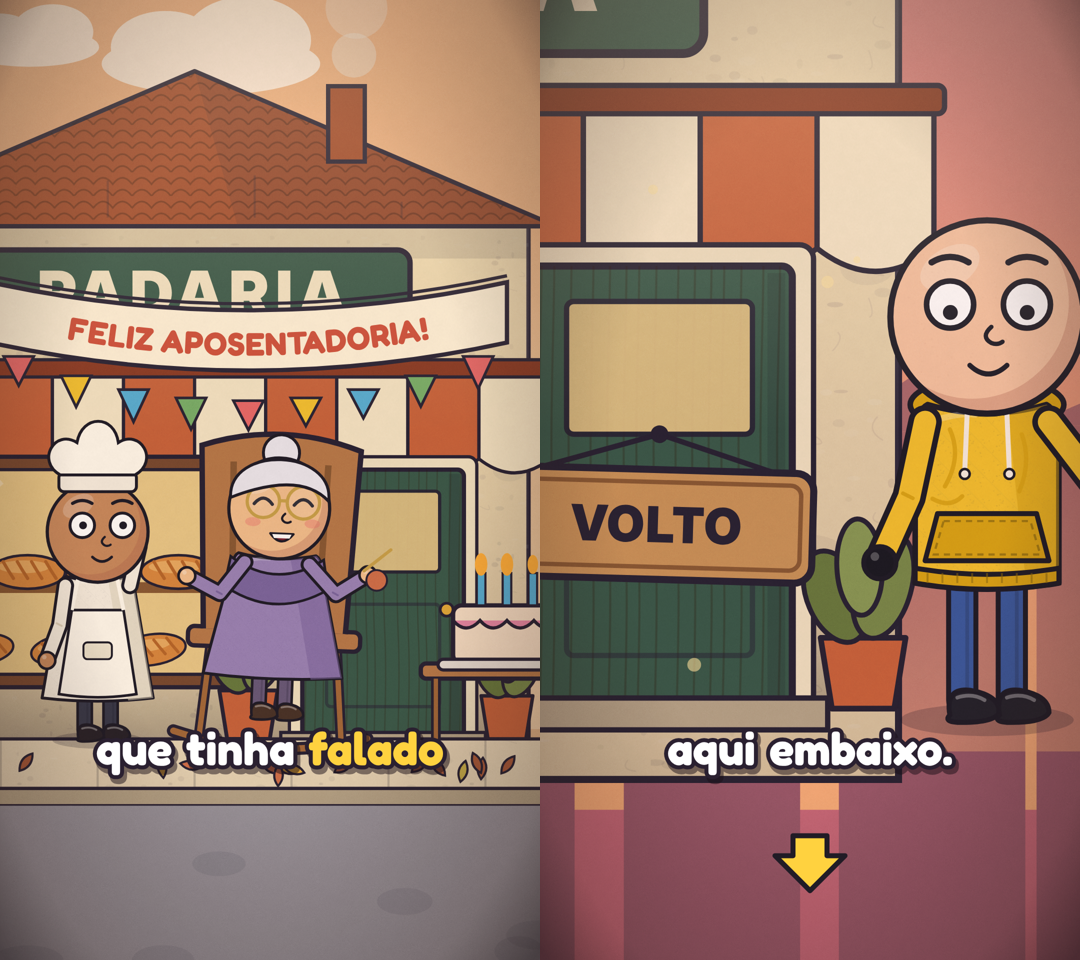 PADARIA
FELIZ APOSENTADORIA!
que tinha falado
A
VOLTO
aqui embaixo.